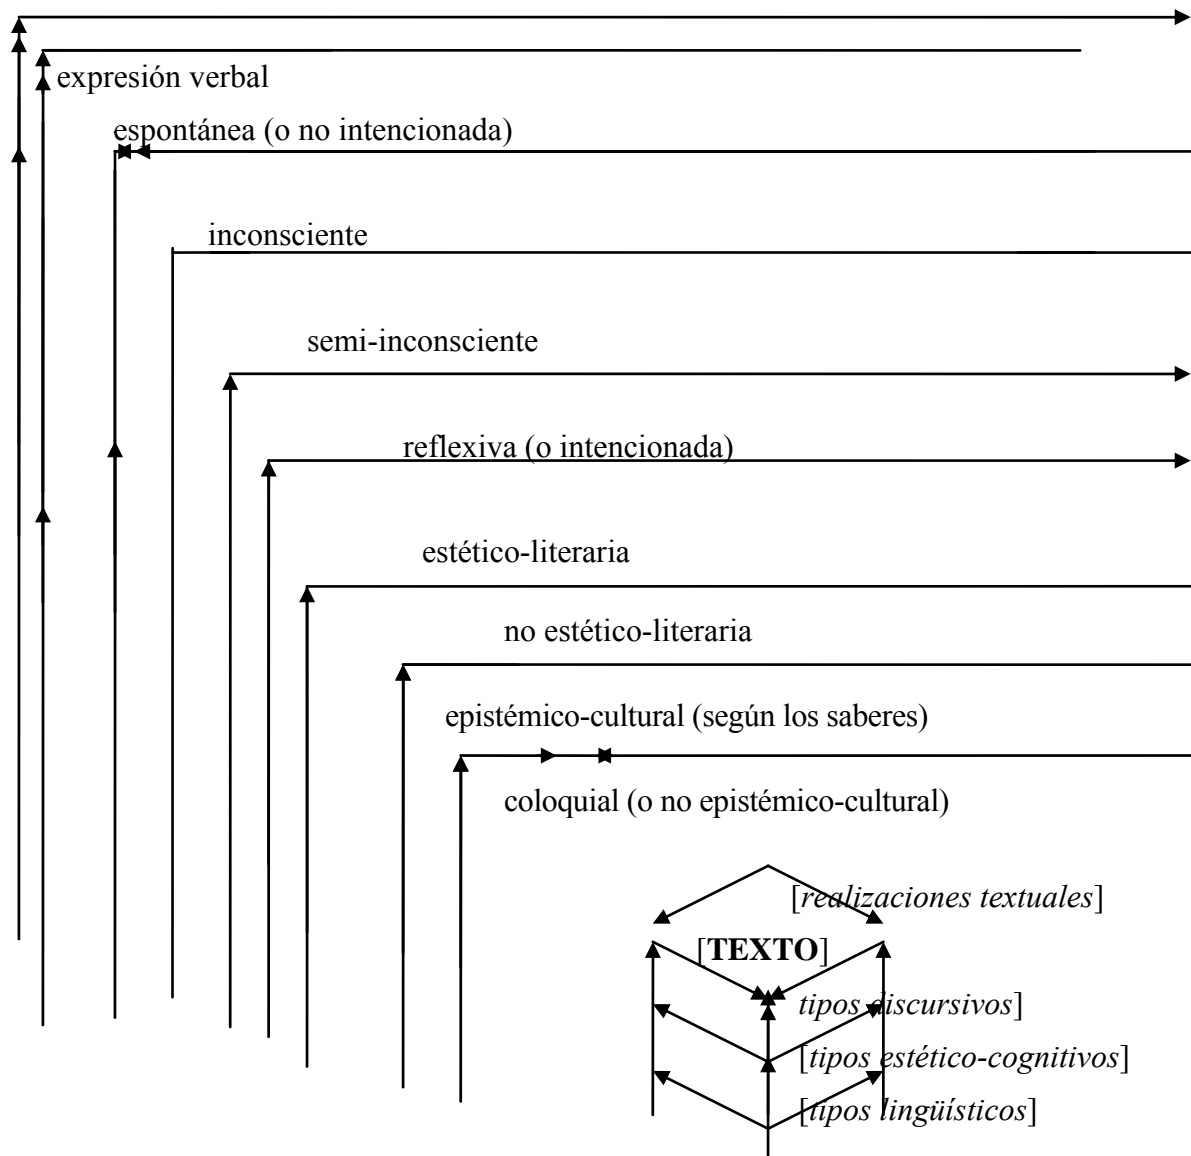 expresión verbal
espontánea (o no intencionada)
inconsciente
semi-inconsciente
reflexiva (o intencionada)
estético-literaria
no estético-literaria
epistémico-cultural (según los saberes)
coloquial (o no epistémico-cultural)
[realizaciones textuales]
[TEXTO]
tipos discursivos]
[tipos estético-cognitivos]
[tipos lingüísticos]